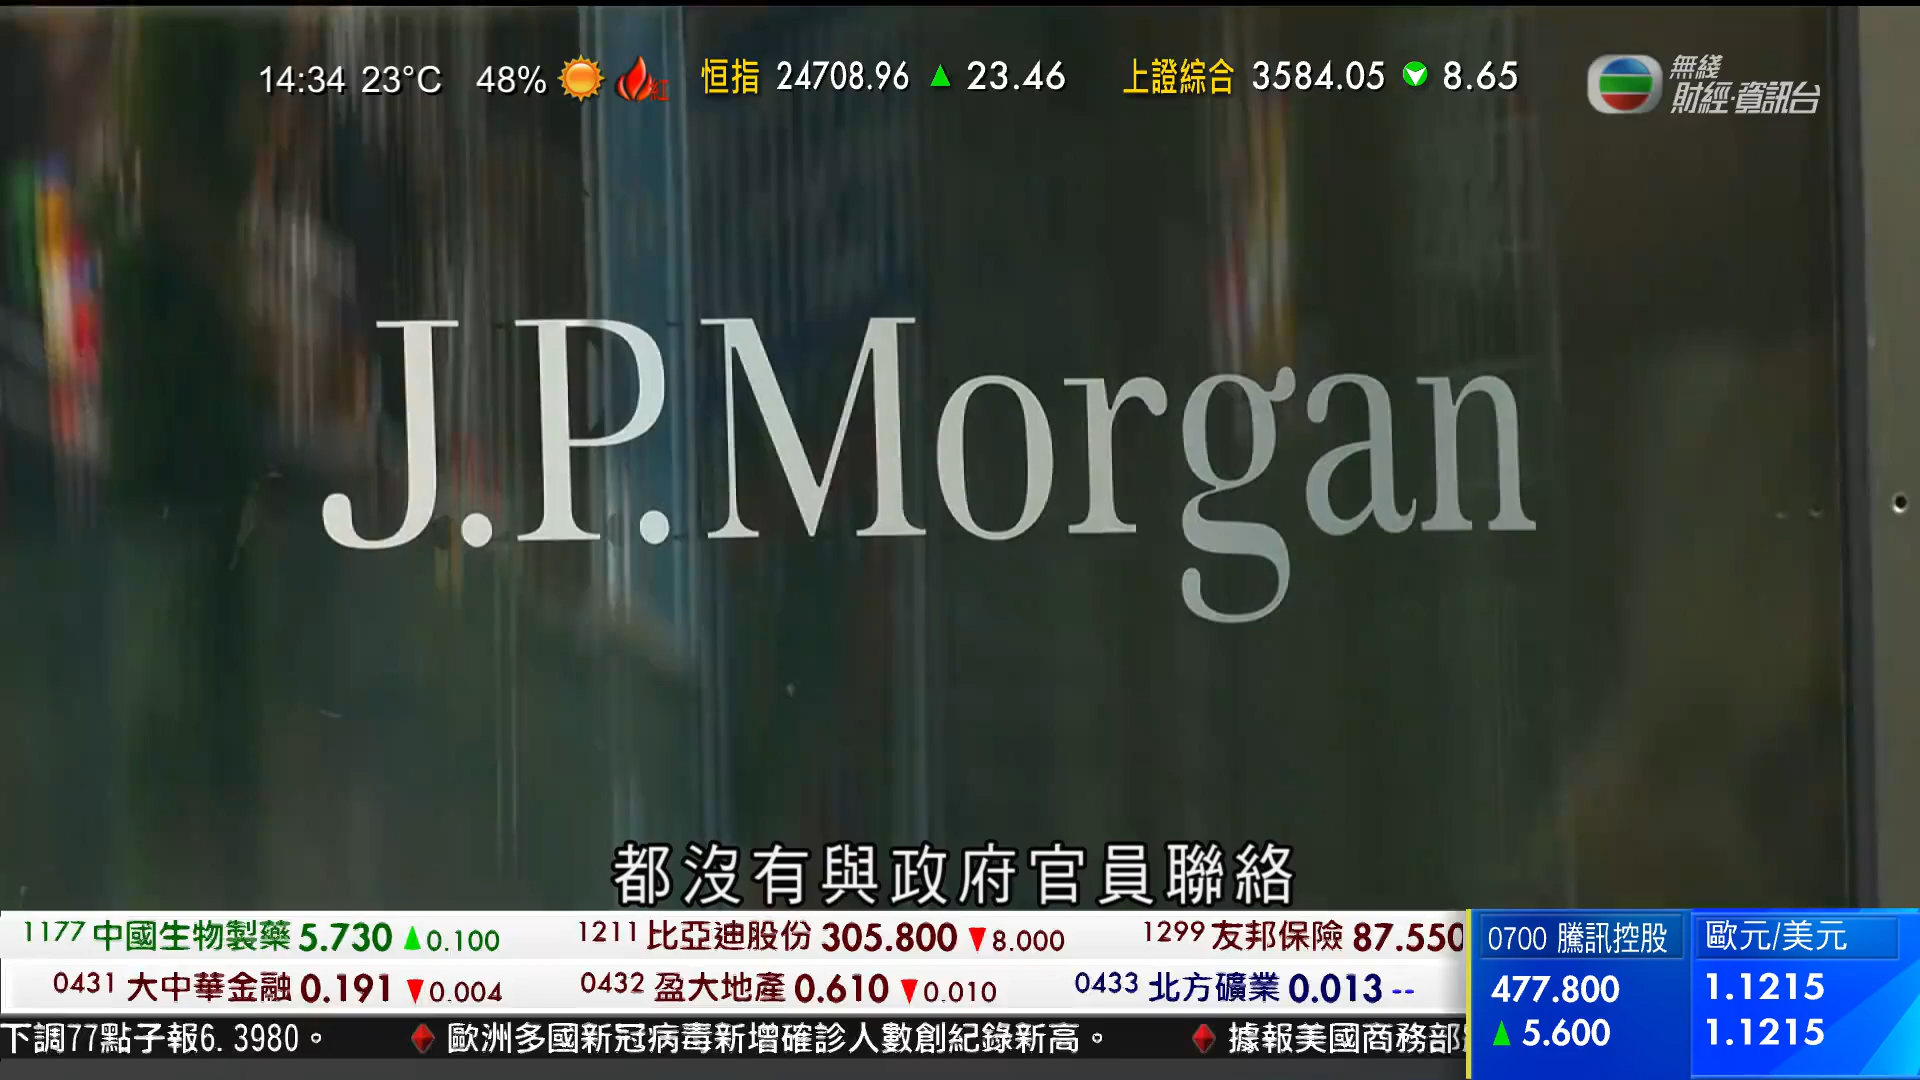 14:34 23°C 48% 紅 恒指 24708.96 ▲ 23.46 上證綜合 3584.05 ▼ 8.65
無綫
財經·資訊台
J.P.Morgan
都沒有與政府官員聯絡
1177 中國生物製藥 5.730 ▲ 0.100 1211 比亞迪股份 305.800 ▼ 8.000 1299 友邦保險 87.550
0431 大中華金融 0.191 ▼ 0.004 0432 盈大地產 0.610 ▼ 0.010 0433 北方礦業 0.013 --
下調77點子報6.3980。 ◆ 歐洲多國新冠病毒新增確診人數創紀錄新高。 ◆ 據報美國商務部
0700 騰訊控股
477.800
▲ 5.600
歐元/美元
1.1215
1.1215